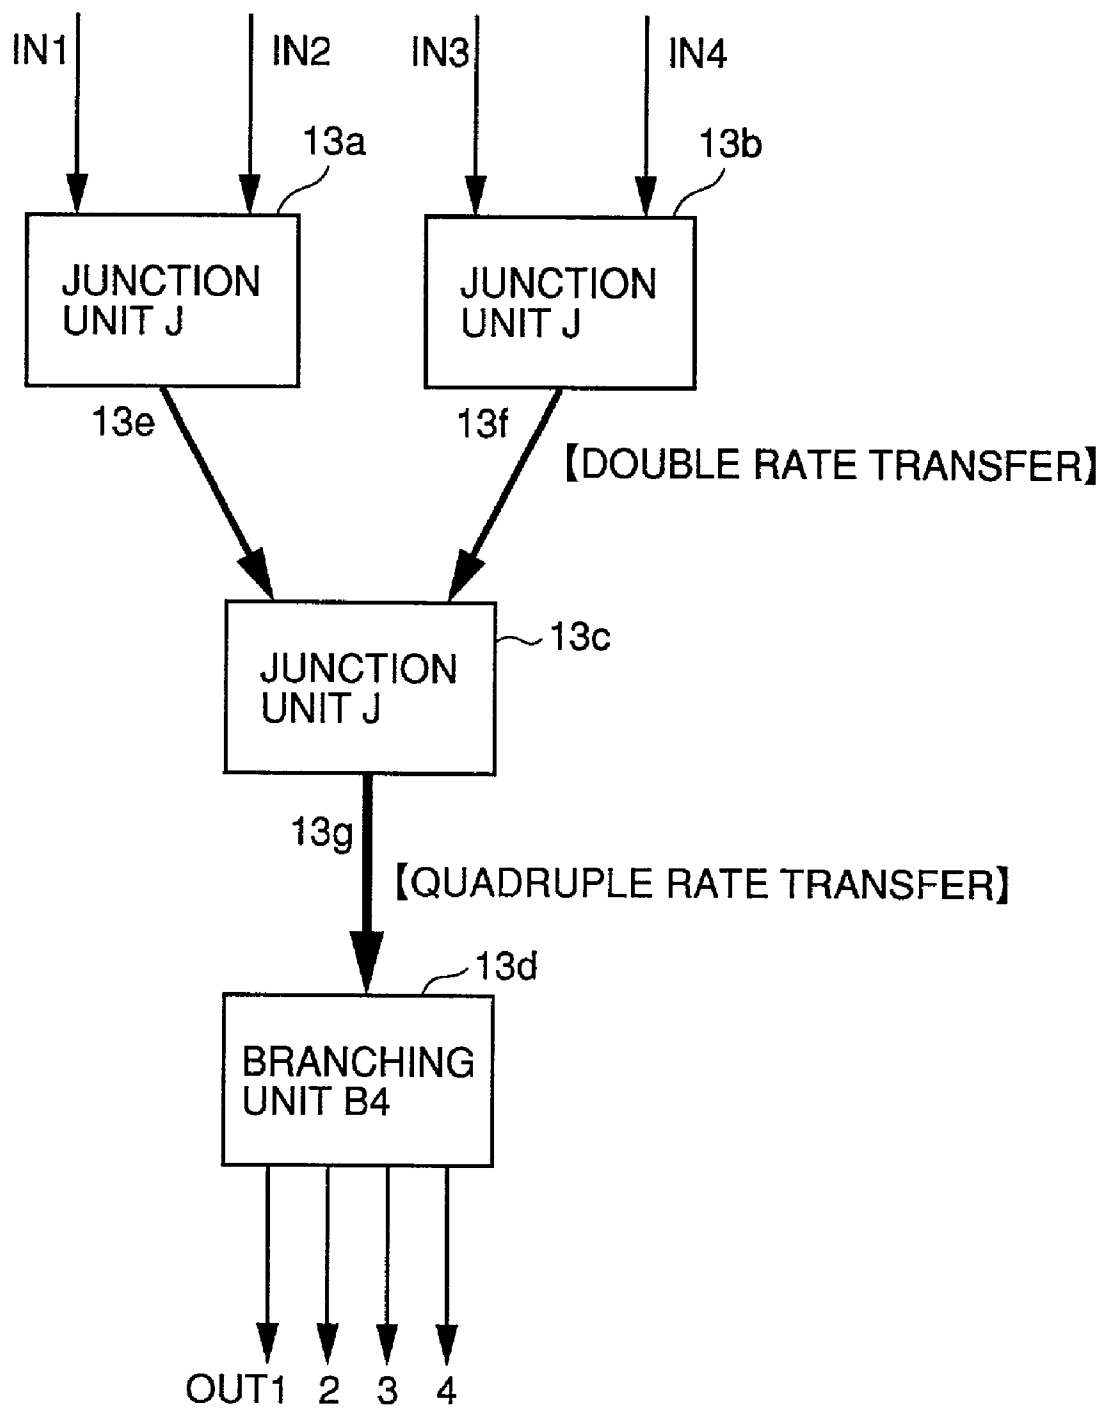 IN1
IN2
IN3
IN4
13a
13b
JUNCTION
UNIT J
JUNCTION
UNIT J
13e
13f
【DOUBLE RATE TRANSFER】
13c
JUNCTION
UNIT J
13g
【QUADRUPLE RATE TRANSFER】
13d
BRANCHING
UNIT B4
OUT1 2 3 4